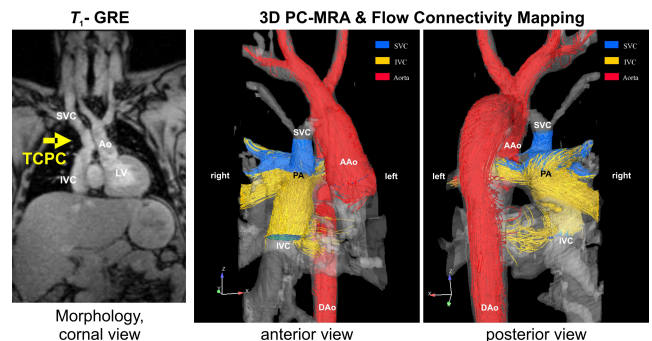 T1- GRE
3D PC-MRA & Flow Connectivity Mapping
SVC
TCPC
Ao
IVC
LV
SVC
IVC
Aorta
SVC
AAo
right
PA
left
IVC
DAo
z
x
SVC
IVC
Aorta
SVC
AAo
left
PA
right
IVC
DAo
z
x
Morphology,
cornal view
anterior view
posterior view